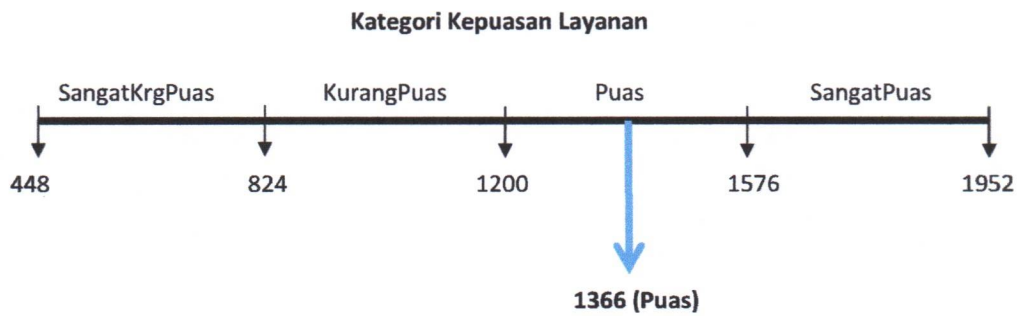 Kategori Kepuasan Layanan
SangatKrgPuas KurangPuas Puas SangatPuas
448 824 1200 1576 1952
1366 (Puas)